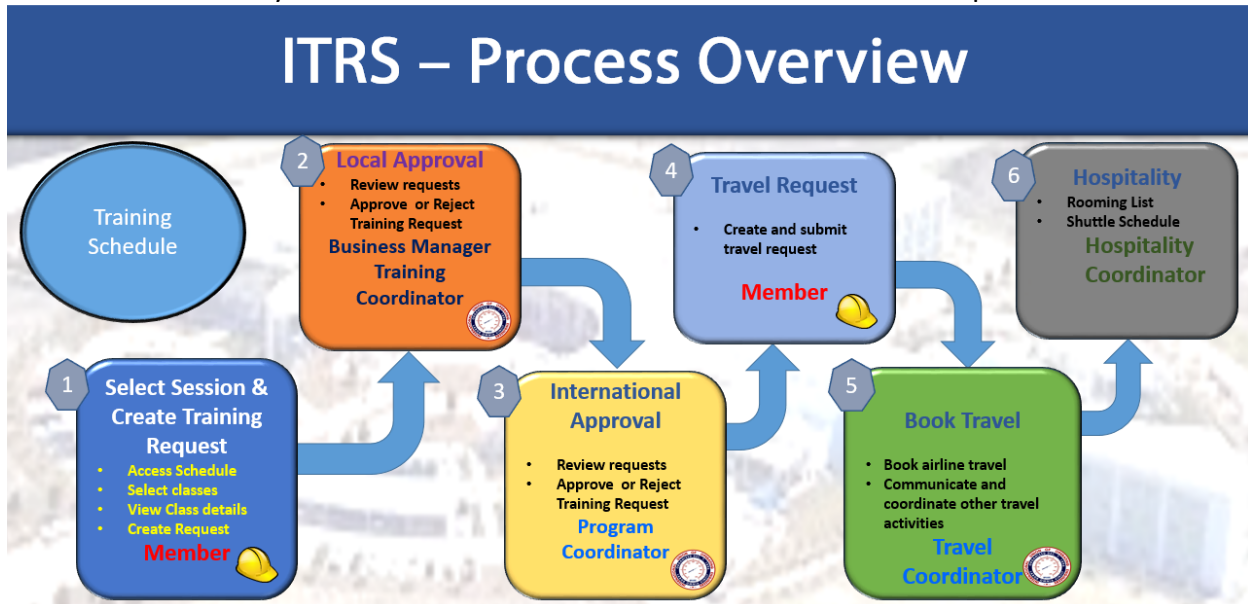 ITRS – Process Overview
Training
Schedule
1
Select Session &
Create Training
Request
• Access Schedule
• Select classes
• View Class details
• Create Request
Member
2
Local Approval
• Review requests
• Approve or Reject
Training Request
Business Manager
Training
Coordinator
3
International
Approval
• Review requests
• Approve or Reject
Training Request
Program
Coordinator
4
Travel Request
• Create and submit
travel request
Member
5
Book Travel
• Book airline travel
• Communicate and
coordinate other travel
activities
Travel
Coordinator
6
Hospitality
• Rooming List
• Shuttle Schedule
Hospitality
Coordinator